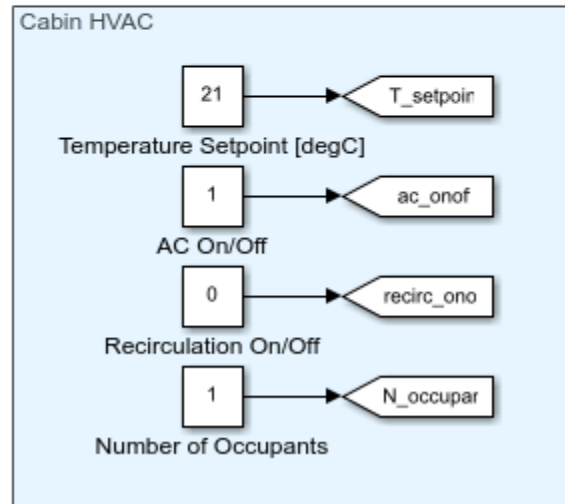 Cabin HVAC
21
T_setpoin
Temperature Setpoint [degC]
1
ac_onof
AC On/Off
0
recirc_ono
Recirculation On/Off
1
N_occupar
Number of Occupants